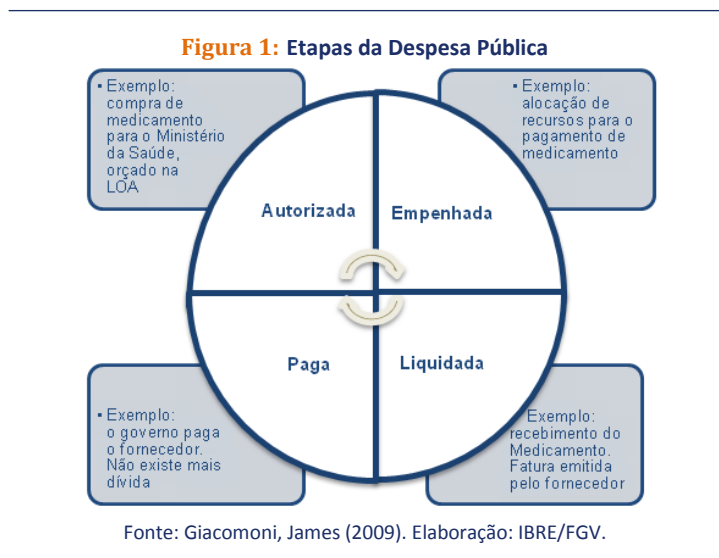 Figura 1: Etapas da Despesa Pública
▪ Exemplo:
compra de
medicamento
para o Ministério
da Saúde,
orçado na
LOA
▪ Exemplo:
alocação de
recursos para o
pagamento de
medicamento
Autorizada
Empenhada
Paga
Liquidada
▪ Exemplo:
o governo paga
o fornecedor.
Não existe mais
dívida
Exemplo:
recebimento do
Medicamento.
Fatura emitida
pelo fornecedor
Fonte: Giacomoni, James (2009). Elaboração: IBRE/FGV.